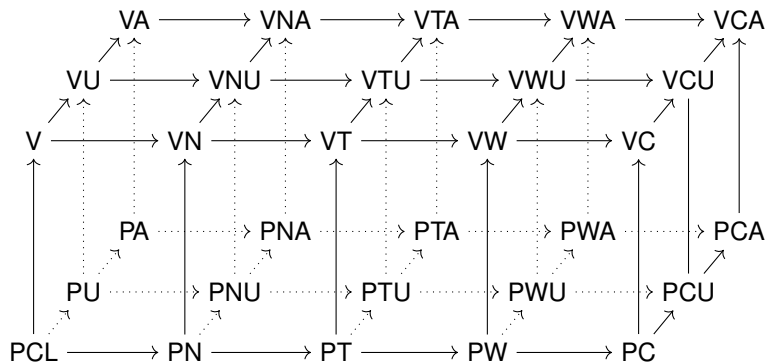 VA VNA VTA VWA VCA
VU VNU VTU VWU VCU
V VN VT VW VC
PA PNA PTA PWA PCA
PU PNU PTU PWU PCU
PCL PN PT PW PC